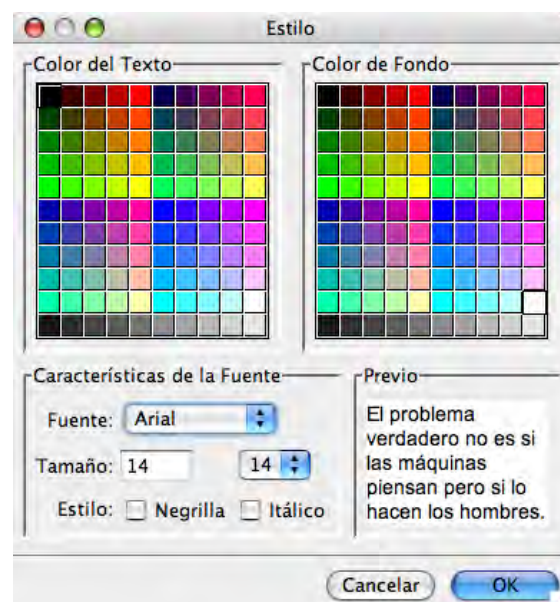 Estilo
Color del Texto
Color de Fondo
Características de la Fuente
Fuente: Arial
Tamaño: 14 14
Estilo: Negrilla Itálico
Previo
El problema
verdadero no es si
las máquinas
piensan pero si lo
hacen los hombres.
Cancelar OK